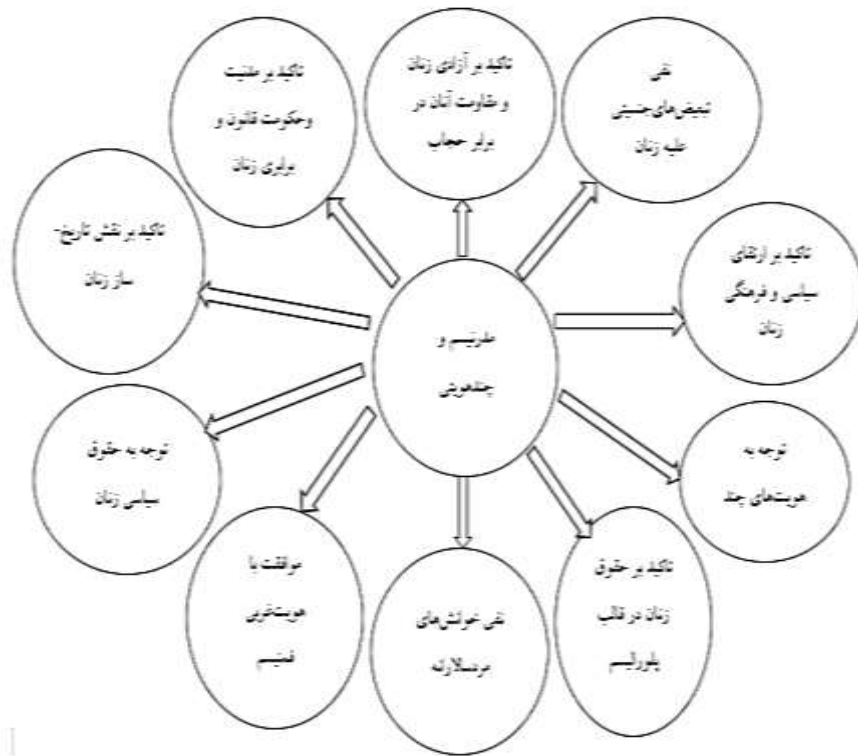 مدرنیسم و
چندهویتی
تاکید بر آزادی زنان
و مقاومت آنان در
برابر حجاب
نفی
تبعیض‌های‌جنسیتی
علیه زنان
تاکید بر ارتقای
سیاسی و فرهنگی
زنان
توجه به
هویت‌های چند
تاکید بر حقوق
زنان در قالب
پلورالیسم
نفی خوانش‌های
مردسالارانه
موافقت با
هویت‌غربی
فمنیسم
توجه به حقوق
سیاسی زنان
تاکید بر نقش تاریخ-
ساز زنان
تاکید بر مدنیت
وحکومت قانون و
برابری زنان